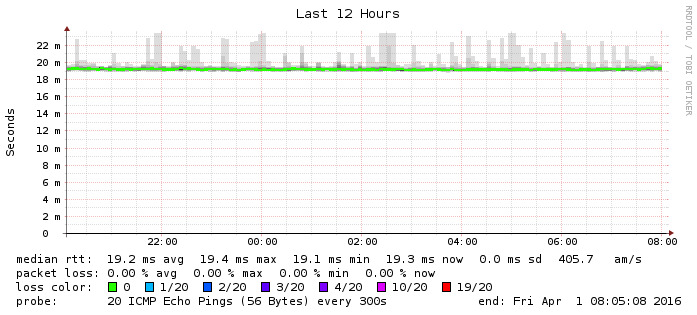 Last 12 Hours
RRDTOOL / TOBI OETIKER
Seconds
22 m
20 m
18 m
16 m
14 m
12 m
10 m
8 m
6 m
4 m
2 m
0
22:00 00:00 02:00 04:00 06:00 08:00
median rtt: 19.2 ms avg 19.4 ms max 19.1 ms min 19.3 ms now 0.0 ms sd 405.7 am/s
packet loss: 0.00 % avg 0.00 % max 0.00 % min 0.00 % now
loss color: 0 1/20 2/20 3/20 4/20 10/20 19/20
probe: 20 ICMP Echo Pings (56 Bytes) every 300s end: Fri Apr 1 08:05:08 2016